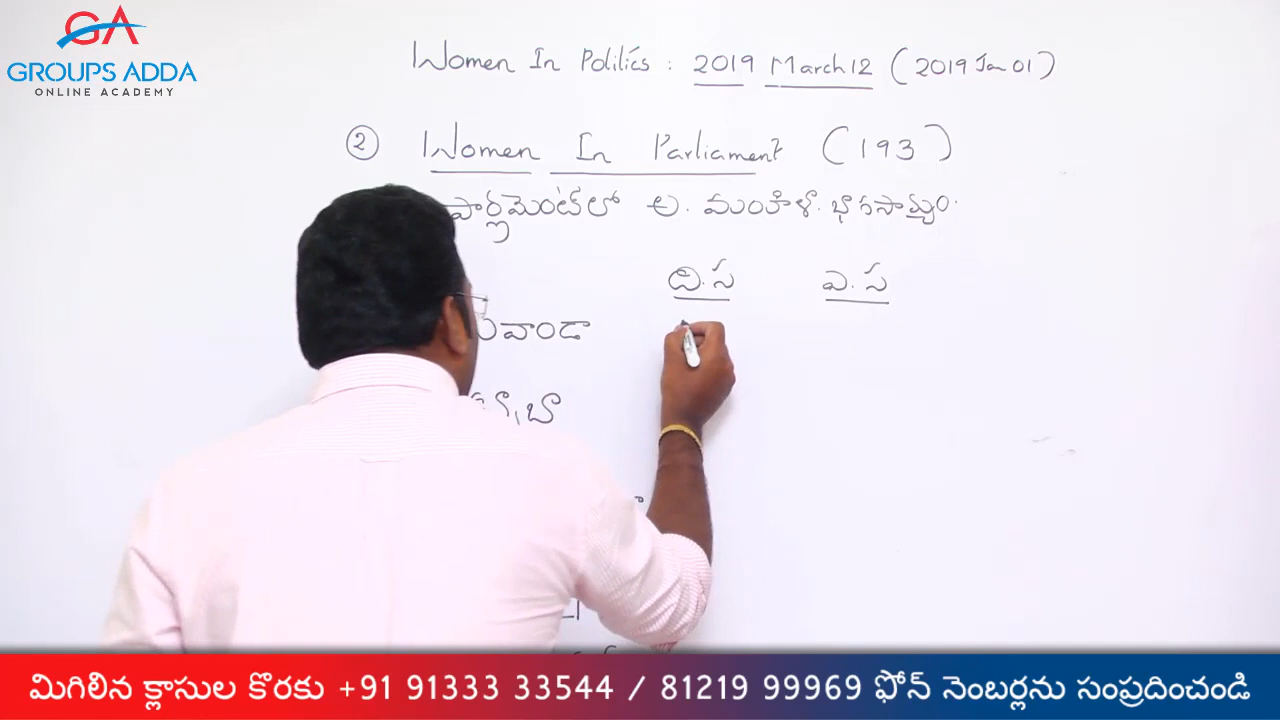 GA
GROUPS ADDA
ONLINE ACADEMY
Women In Politics : 2019 March 12 ( 2019 Jan 01 )
② Women In Parliament ( 193 )
పార్లమెంట్‌లో అ. మంహిళా. భాగసామ్యం.
ది.స ఎ. స
వాండా
మిగిలిన క్లాసుల కొరకు +91 91333 33544 / 81219 99969 ఫోన్ నెంబర్లను సంప్రదించండి